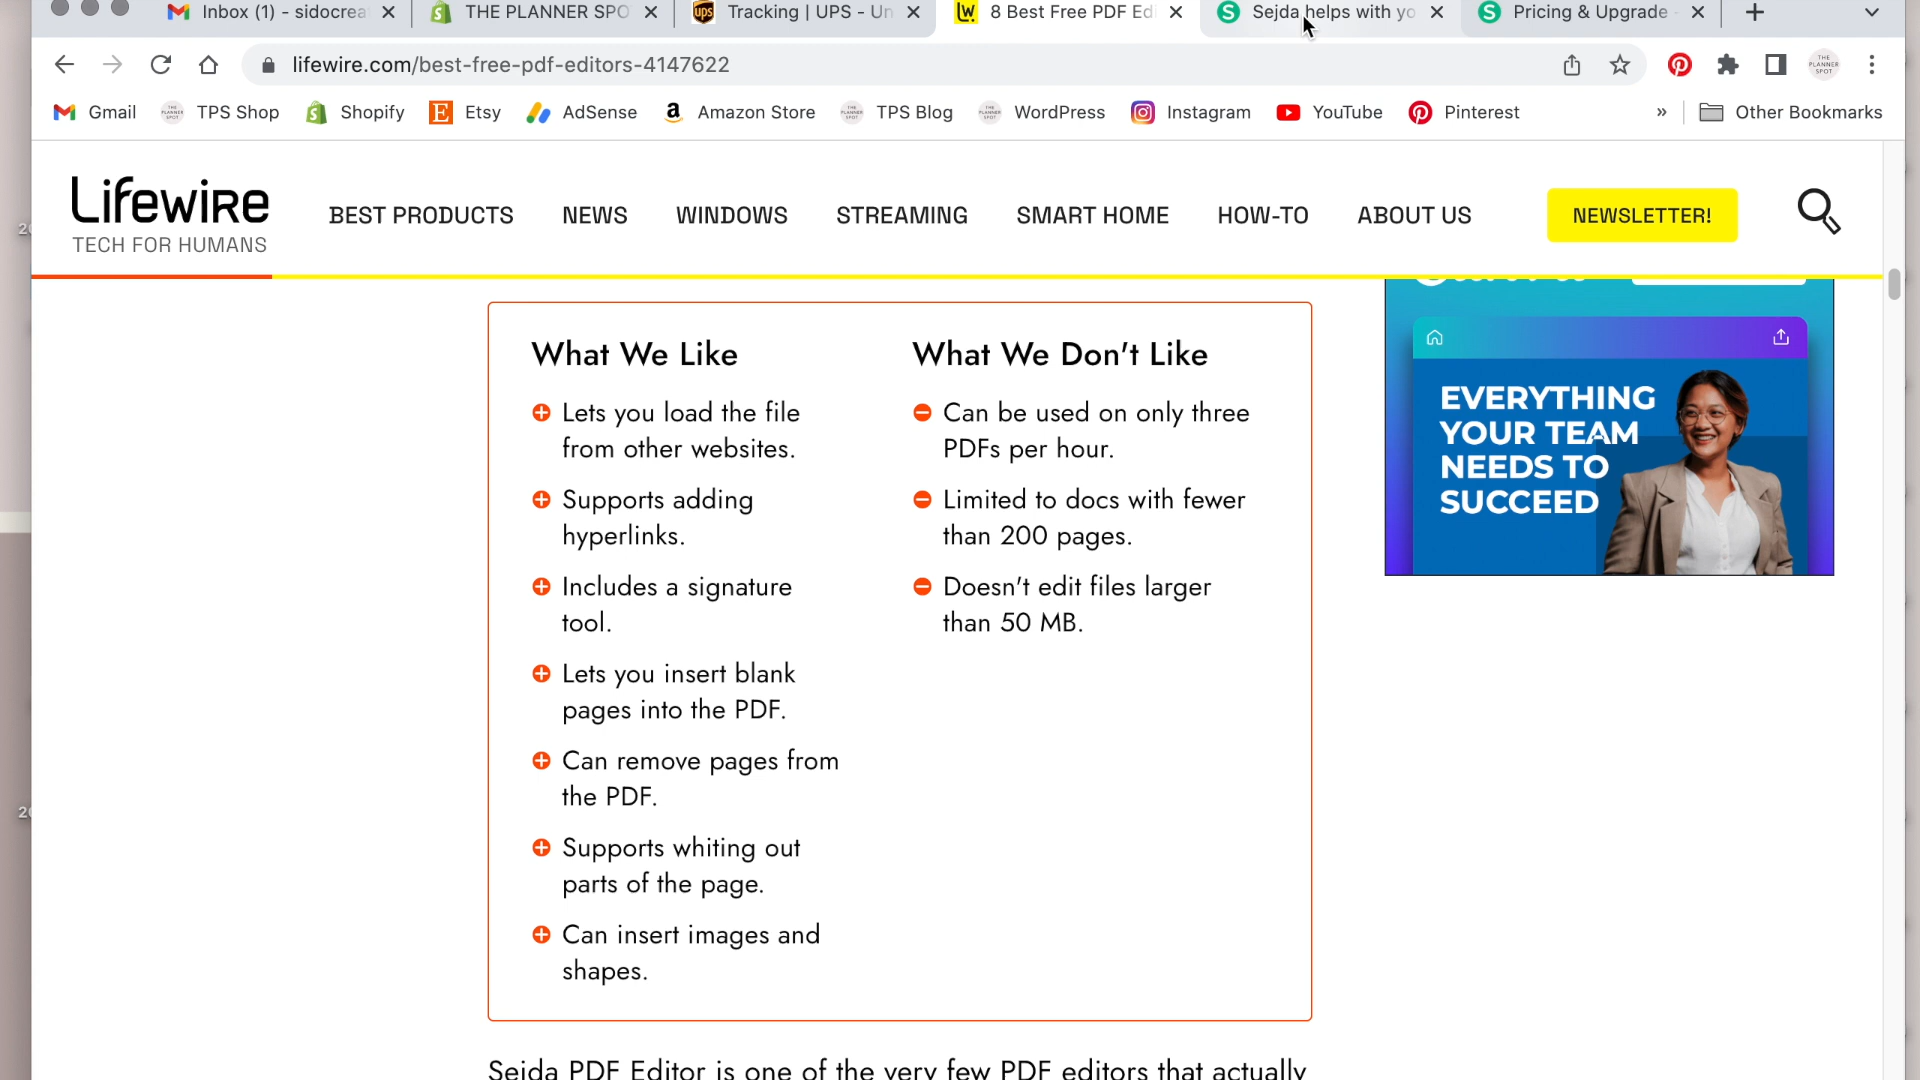 Inbox (1) - sidocrea
THE PLANNER SPO
Tracking | UPS - Un
8 Best Free PDF Edi
Sejda helps with yo
Pricing & Upgrade
lifewire.com/best-free-pdf-editors-4147622
Gmail
TPS Shop
Shopify
Etsy
AdSense
Amazon Store
TPS Blog
WordPress
Instagram
YouTube
Pinterest
Other Bookmarks
Lifewire
TECH FOR HUMANS
BEST PRODUCTS
NEWS
WINDOWS
STREAMING
SMART HOME
HOW-TO
ABOUT US
NEWSLETTER!
What We Like
Lets you load the file
from other websites.
Supports adding
hyperlinks.
Includes a signature
tool.
Lets you insert blank
pages into the PDF.
Can remove pages from
the PDF.
Supports whiting out
parts of the page.
Can insert images and
shapes.
What We Don't Like
Can be used on only three
PDFs per hour.
Limited to docs with fewer
than 200 pages.
Doesn't edit files larger
than 50 MB.
EVERYTHING
YOUR TEAM
NEEDS TO
SUCCEED
Sejda PDF Editor is one of the very few PDF editors that actually